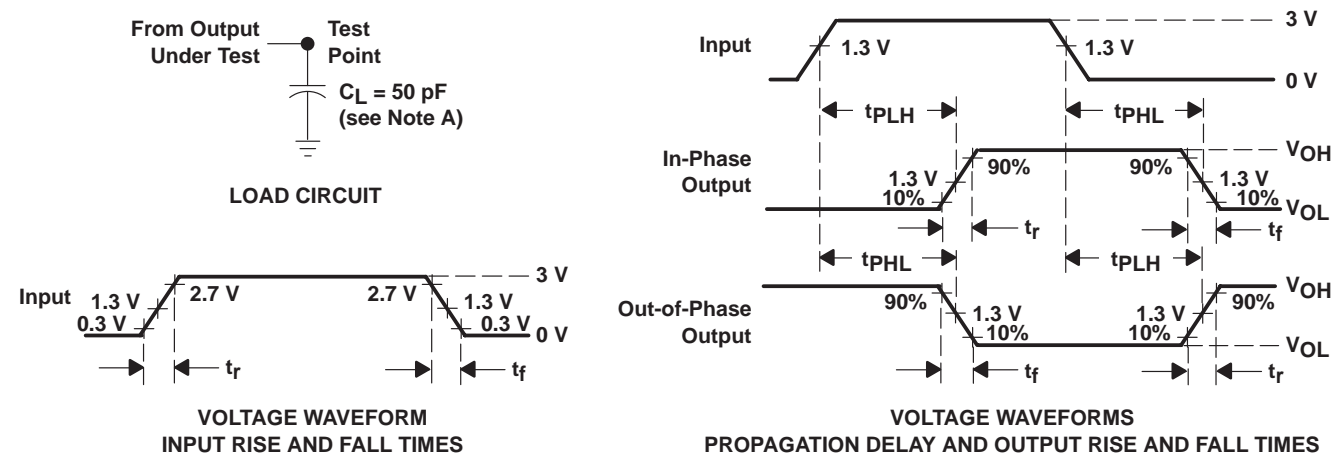 From Output
Under Test
Test
Point
CL = 50 pF
(see Note A)
LOAD CIRCUIT
Input
1.3 V
0.3 V
2.7 V
2.7 V
1.3 V
0.3 V
3 V
0 V
tr
tf
VOLTAGE WAVEFORM
INPUT RISE AND FALL TIMES
Input
1.3 V
1.3 V
3 V
0 V
tPLH
tPHL
In-Phase
Output
1.3 V
10%
90%
90%
1.3 V
10%
VOH
VOL
tr
tf
tPHL
tPLH
Out-of-Phase
Output
90%
1.3 V
10%
1.3 V
10%
90%
VOH
VOL
tf
tr
VOLTAGE WAVEFORMS
PROPAGATION DELAY AND OUTPUT RISE AND FALL TIMES